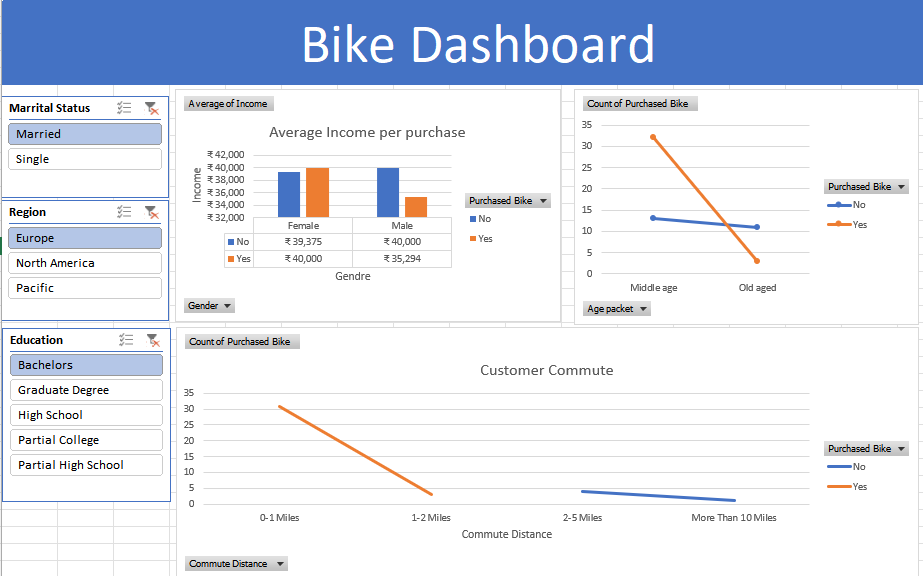 Bike Dashboard
Marrital Status
Married
Single
Region
Europe
North America
Pacific
Education
Bachelors
Graduate Degree
High School
Partial College
Partial High School
Average of Income
Average Income per purchase
Income
₹ 42,000
₹ 40,000
₹ 38,000
₹ 36,000
₹ 34,000
₹ 32,000
Female Male
No ₹ 39,375 ₹ 40,000
Yes ₹ 40,000 ₹ 35,294
Gendre
Purchased Bike
No
Yes
Gender
Count of Purchased Bike
35
30
25
20
15
10
5
0
Middle age Old aged
Purchased Bike
No
Yes
Age packet
Count of Purchased Bike
Customer Commute
35
30
25
20
15
10
5
0
0-1 Miles 1-2 Miles 2-5 Miles More Than 10 Miles
Commute Distance
Purchased Bike
No
Yes
Commute Distance